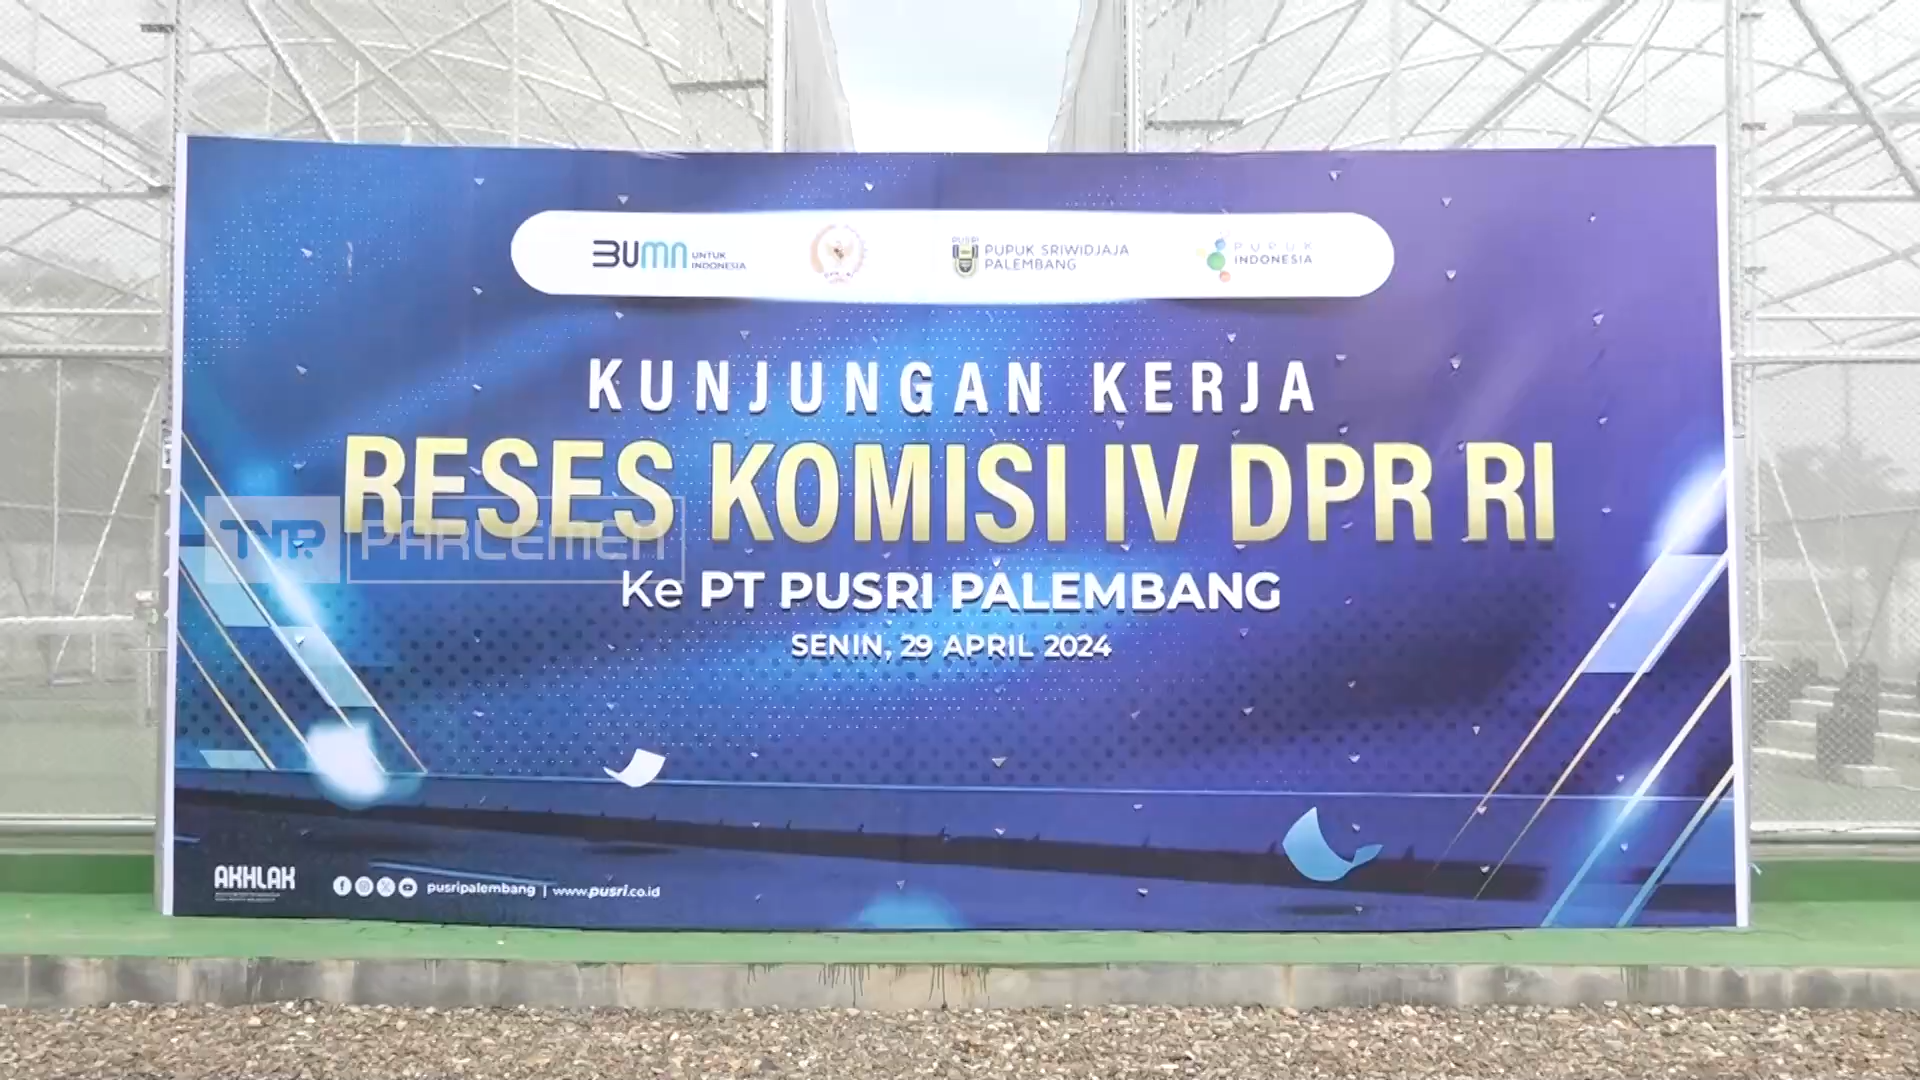 BUMN UNTUK INDONESIA
PUSRI PUPUK SRIWIDJAJA PALEMBANG
PUPUK INDONESIA
KUNJUNGAN KERJA
RESES KOMISI IV DPR RI
TVR PARLEMEN
Ke PT PUSRI PALEMBANG
SENIN, 29 APRIL 2024
AKHLAK
pusripalembang | www.pusri.co.id